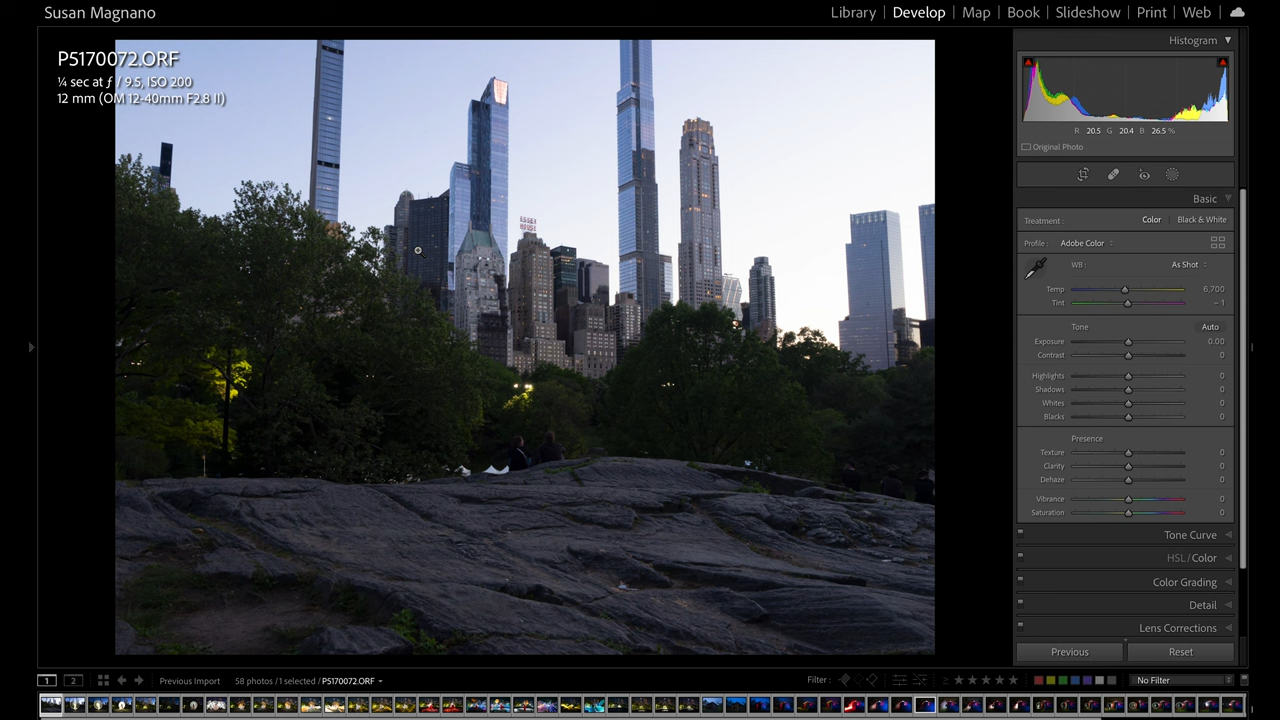 Susan Magnano
Library | Develop | Map | Book | Slideshow | Print | Web
P5170072.ORF
¼ sec at ƒ / 9.5, ISO 200
12 mm (OM 12-40mm F2.8 II)
ESSEX
HOUSE
Histogram
R 20.5 G 20.4 B 26.5 %
Original Photo
Basic
Treatment : Color | Black & White
Profile : Adobe Color
WB: As Shot
Temp 6,700
Tint – 1
Tone Auto
Exposure 0.00
Contrast 0
Highlights 0
Shadows 0
Whites 0
Blacks 0
Presence
Texture 0
Clarity 0
Dehaze 0
Vibrance 0
Saturation 0
Tone Curve
HSL / Color
Color Grading
Detail
Lens Corrections
Previous Reset
1 2 Previous Import 58 photos / 1 selected / P5170072.ORF Filter : No Filter